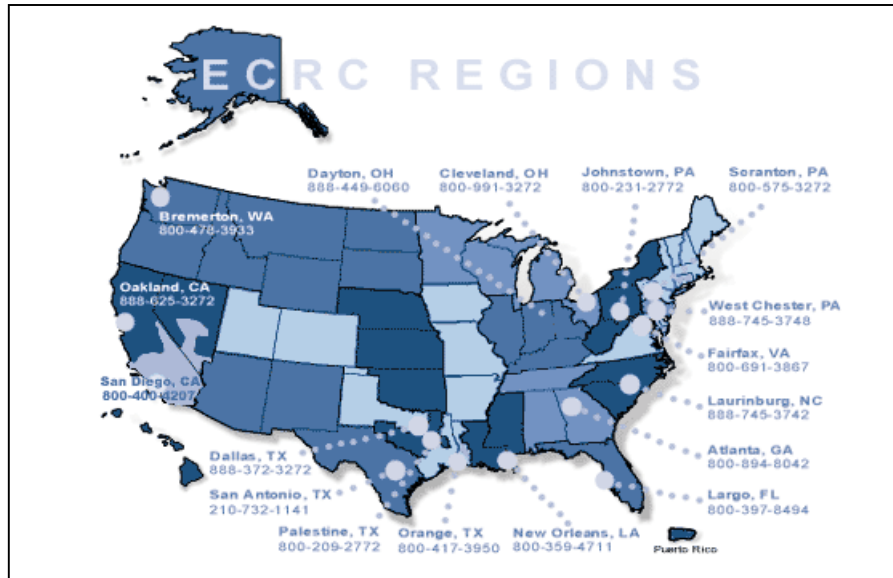 ECRC REGIONS
Dayton, OH
888-449-6060
Cleveland, OH
800-991-3272
Johnstown, PA
800-231-2772
Scranton, PA
800-575-3272
Bremerton, WA
800-478-3933
Oakland, CA
888-625-3272
West Chester, PA
888-745-3748
Fairfax, VA
800-691-3867
San Diego, CA
800-400-4207
Laurinburg, NC
888-745-3742
Dallas, TX
888-372-3272
Atlanta, GA
800-894-8042
San Antonio, TX
210-732-1141
Largo, FL
800-397-8494
Palestine, TX
800-209-2772
Orange, TX
800-417-3950
New Orleans, LA
800-359-4711
Puerto Rico